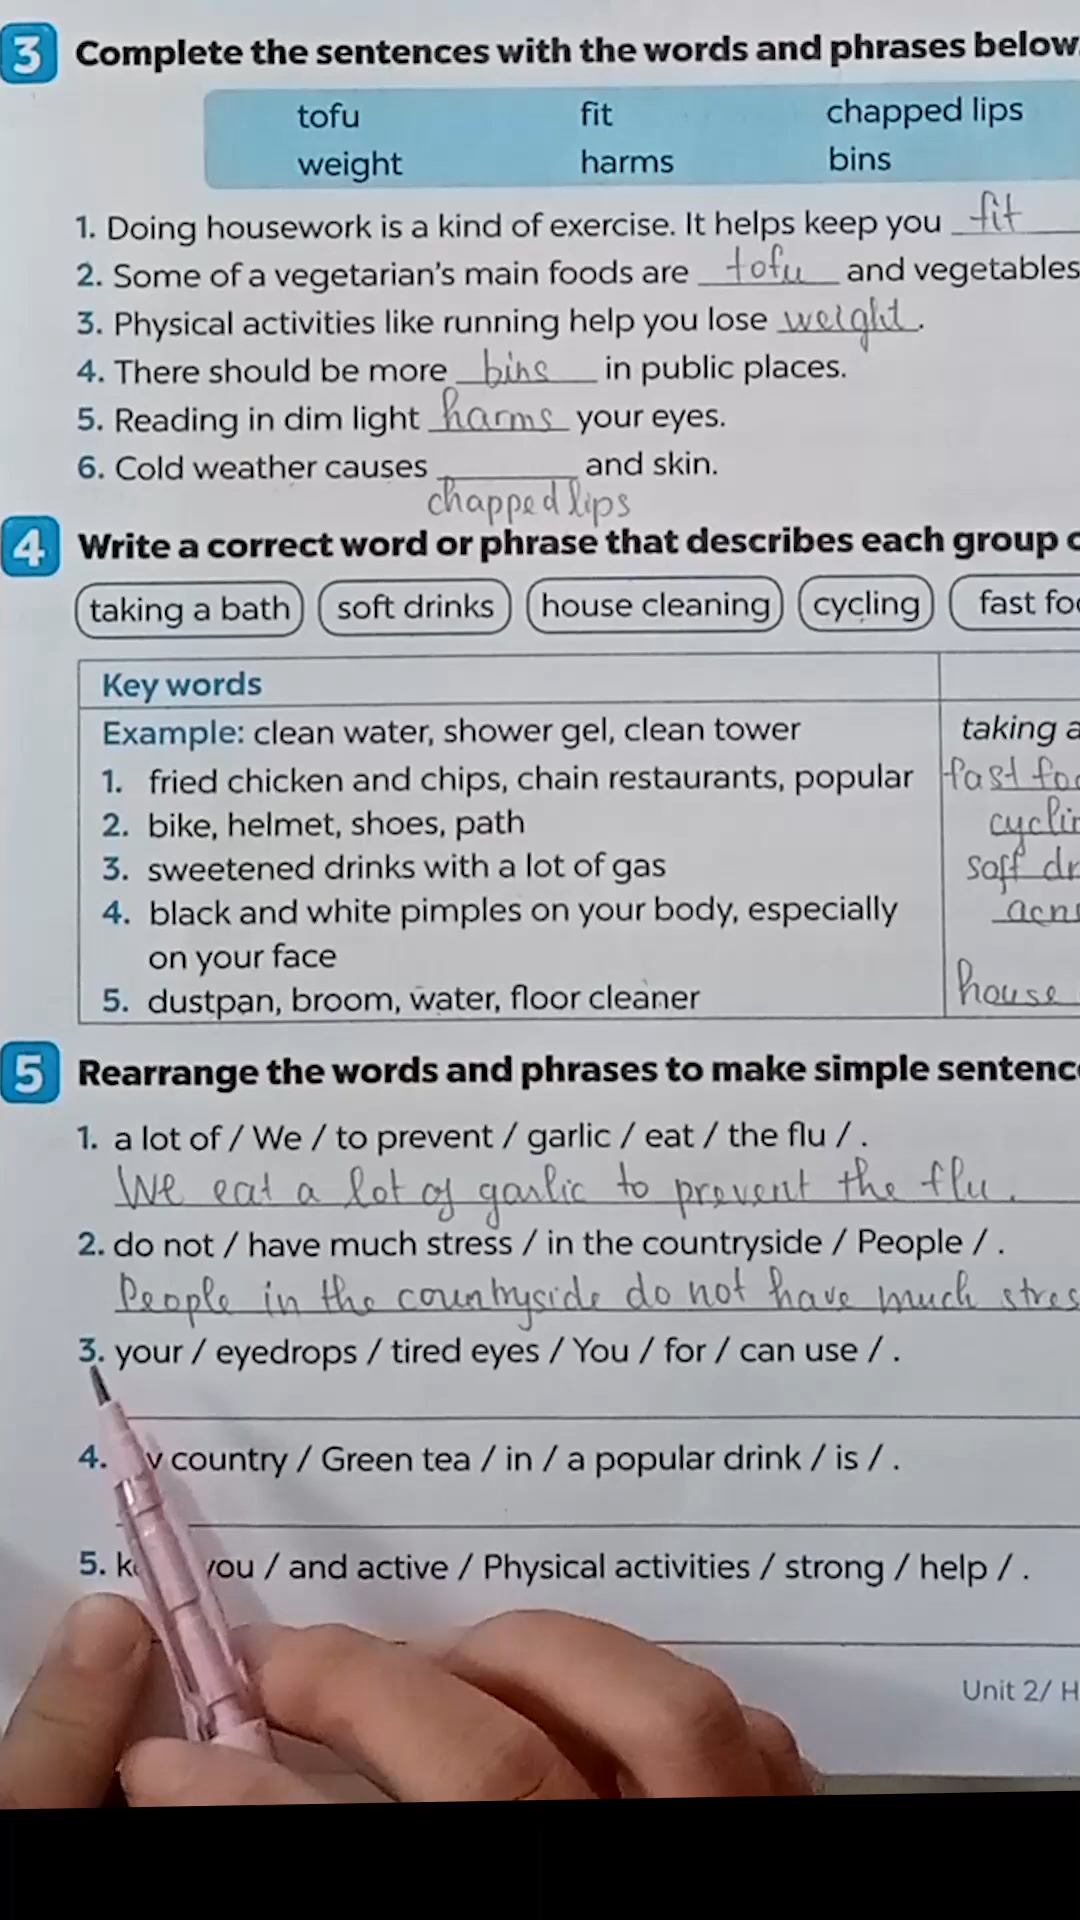 3 Complete the sentences with the words and phrases below
tofu fit chapped lips
weight harms bins
1. Doing housework is a kind of exercise. It helps keep you fit
2. Some of a vegetarian's main foods are tofu and vegetables
3. Physical activities like running help you lose weight.
4. There should be more bins in public places.
5. Reading in dim light harms your eyes.
6. Cold weather causes and skin.
chapped lips
4 Write a correct word or phrase that describes each group
taking a bath soft drinks house cleaning cycling fast
Key words
Example: clean water, shower gel, clean tower taking a
1. fried chicken and chips, chain restaurants, popular fast
2. bike, helmet, shoes, path
3. sweetened drinks with a lot of gas soft
4. black and white pimples on your body, especially
on your face
5. dustpan, broom, water, floor cleaner house
5 Rearrange the words and phrases to make simple
1. a lot of / We / to prevent / garlic / eat / the flu / .
We eat a lot of garlic to prevent the flu.
2. do not / have much stress / in the countryside / People / .
People in the countryside do not have much
3. your / eyedrops / tired eyes / You / for / can use / .
4. country / Green tea / in / a popular drink / is / .
5. you / and active / Physical activities / strong / help / .
Unit 2/ H